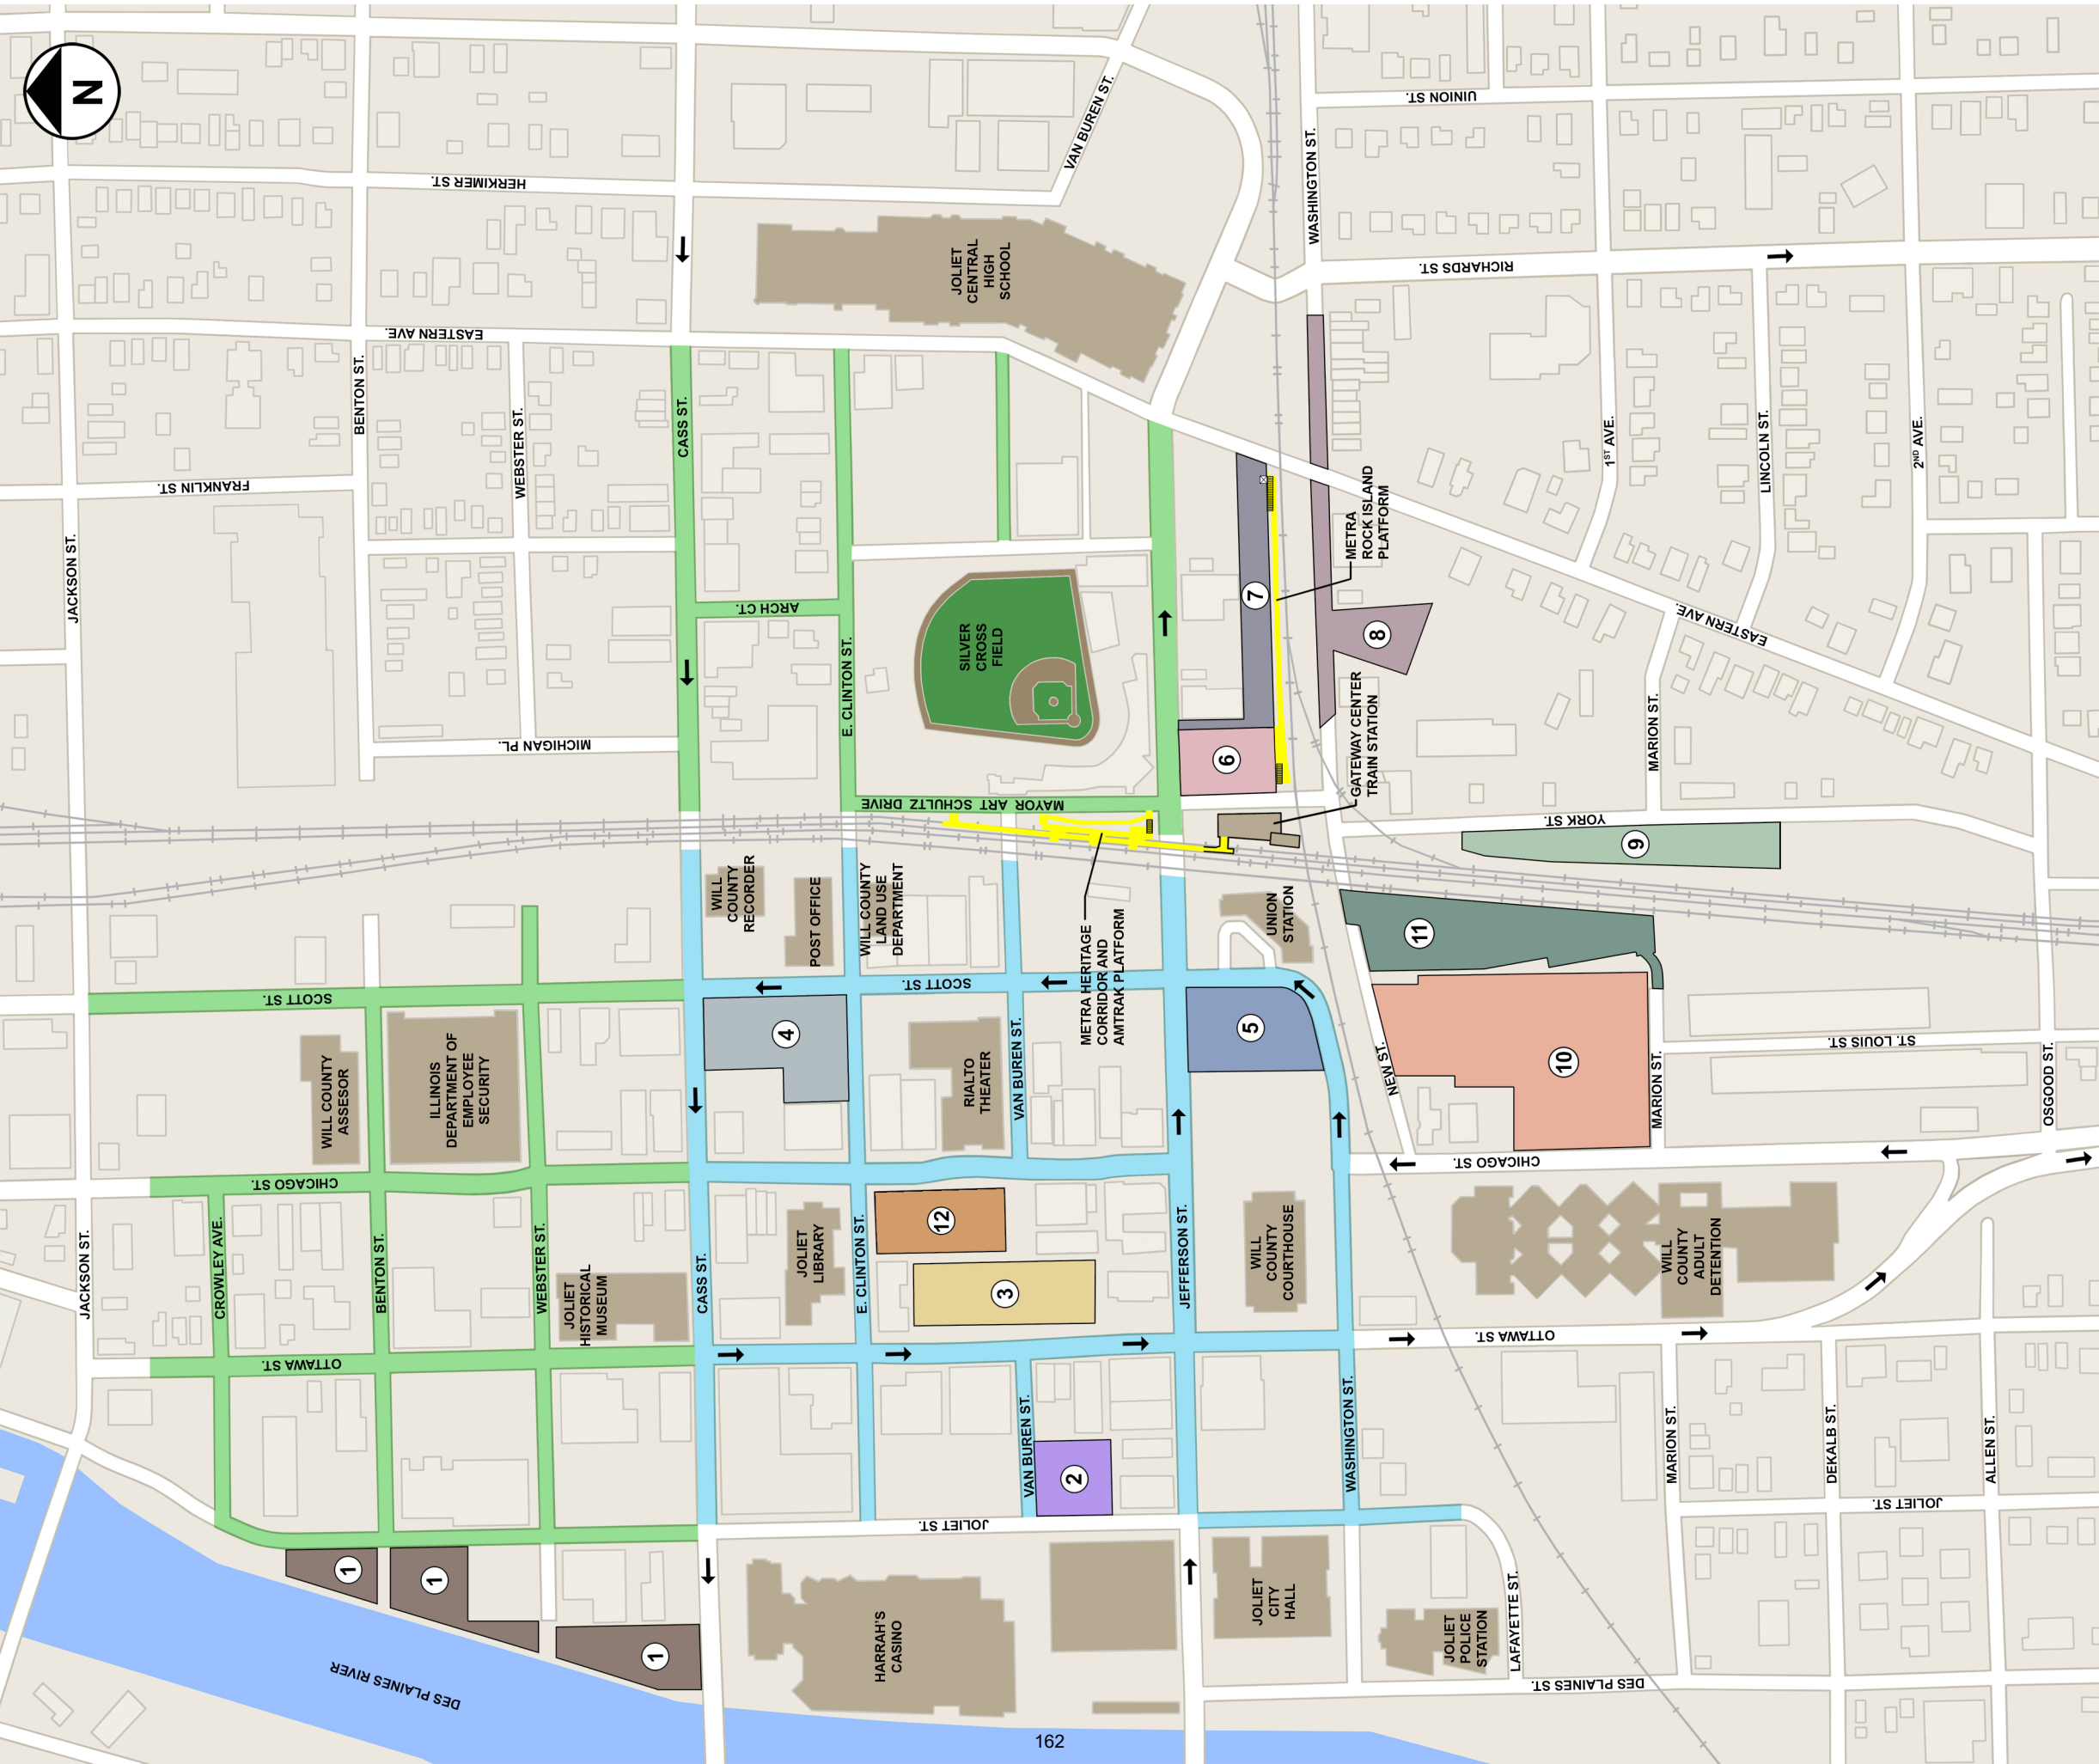 N
UINION ST.
VAN BUREN ST.
WASHINGTON ST.
HERKIMER ST.
JOLIET
CENTRAL
HIGH
SCHOOL
RICHARDS ST.
EASTERN AVE.
BENTON ST.
CASS ST.
WEBSTER ST.
FRANKLIN ST.
1ST AVE.
LINCOLN ST.
2ND AVE.
JACKSON ST.
METRA
ROCK ISLAND
PLATFORM
7
ARCH CT.
E. CLINTON ST.
SILVER
CROSS
FIELD
8
EASTERN AVE.
MICHIGAN PL.
6
GATEWAY CENTER
TRAIN STATION
MARION ST.
MAYOR ART SCHULTZ DRIVE
YORK ST.
9
WILL
COUNTY
RECORDER
POST OFFICE
WILL COUNTY
LAND USE
DEPARTMENT
METRA HERITAGE
CORRIDOR AND
AMTRAK PLATFORM
UNION
STATION
11
SCOTT ST.
SCOTT ST.
4
5
WILL COUNTY
ASSESSOR
ILLINOIS
DEPARTMENT OF
EMPLOYEE
SECURITY
RIALTO
THEATER
VAN BUREN ST.
NEW ST.
10
MARION ST.
ST. LOUIS ST.
OSGOOD ST.
CHICAGO ST.
CHICAGO ST.
JACKSON ST.
CROWLEY AVE.
BENTON ST.
WEBSTER ST.
JOLIET
HISTORICAL
MUSEUM
CASS ST.
JOLIET
LIBRARY
E. CLINTON ST.
12
3
JEFFERSON ST.
WILL
COUNTY
COURTHOUSE
WILL
COUNTY
ADULT
DETENTION
OTTAWA ST.
OTTAWA ST.
VAN BUREN ST.
2
WASHINGTON ST.
MARION ST.
DEKALB ST.
ALLEN ST.
JOLIET ST.
JOLIET ST.
1
1
1
HARRAH'S
CASINO
JOLIET
CITY
HALL
JOLIET
POLICE
STATION
LAFAYETTE ST.
DES PLAINES ST.
DES PLAINES RIVER
162